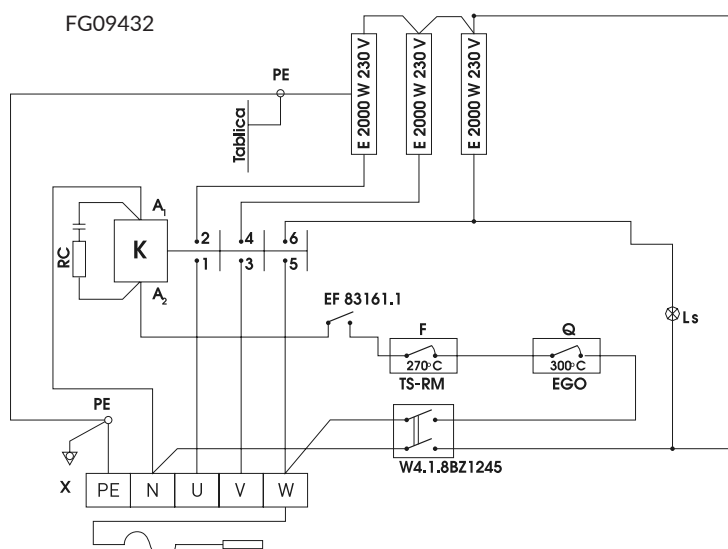 FG09432
PE
Tablica
E 2000 W 230 V
E 2000 W 230 V
E 2000 W 230 V
A1
K
RC
A2
2 4 6
1 3 5
EF 83161.1
F
270°C
TS-RM
Q
300°C
EGO
Ls
PE
W4.1.8BZ1245
X PE N U V W